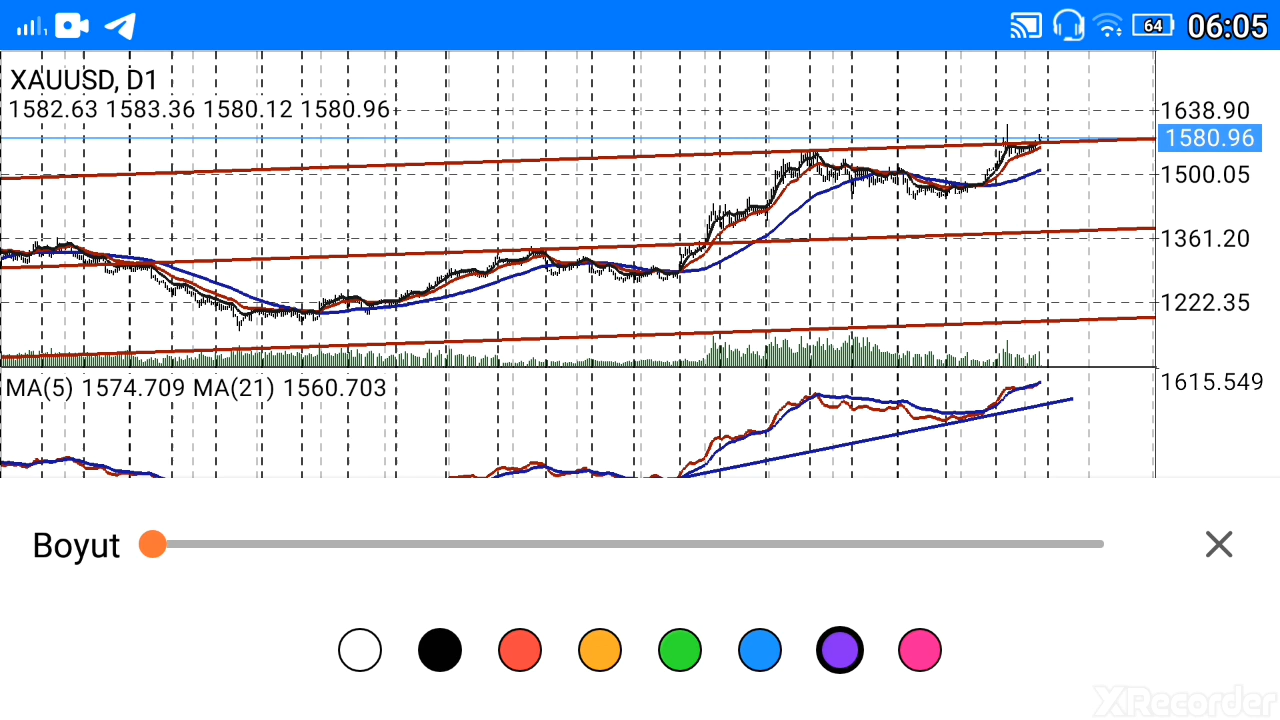 64 06:05
XAUUSD, D1
1582.63 1583.36 1580.12 1580.96
1638.90
1580.96
1500.05
1361.20
1222.35
MA(5) 1574.709 MA(21) 1560.703
1615.549
Boyut
XRecorder